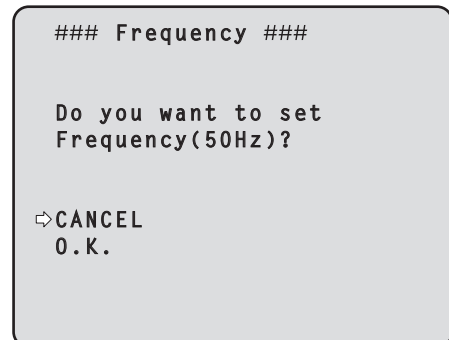 ### Frequency ###
Do you want to set
Frequency(50Hz)?
⇨CANCEL
O.K.